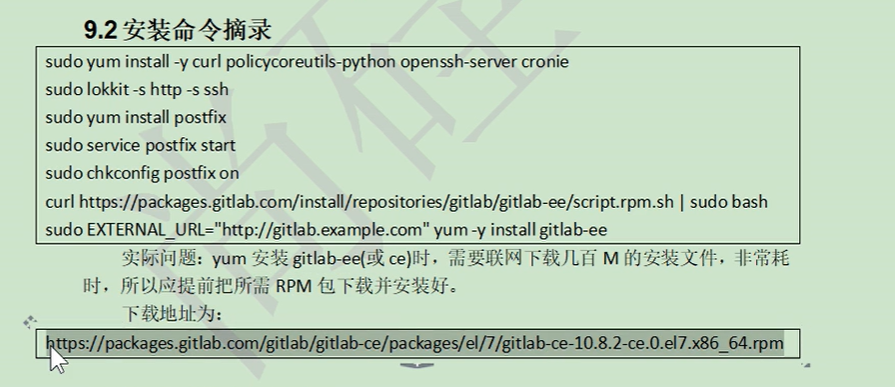 9.2安装命令摘录
sudo yum install -y curl policycoreutils-python openssh-server cronie
sudo lokkit -s http -s ssh
sudo yum install postfix
sudo service postfix start
sudo chkconfig postfix on
curl https://packages.gitlab.com/install/repositories/gitlab/gitlab-ee/script.rpm.sh | sudo bash
sudo EXTERNAL_URL="http://gitlab.example.com" yum -y install gitlab-ee
实际问题：yum 安装 gitlab-ee(或 ce)时，需要联网下载几百 M 的安装文件，非常耗
时，所以应提前把所需 RPM 包下载并安装好。
下载地址为：
https://packages.gitlab.com/gitlab/gitlab-ce/packages/el/7/gitlab-ce-10.8.2-ce.0.el7.x86_64.rpm